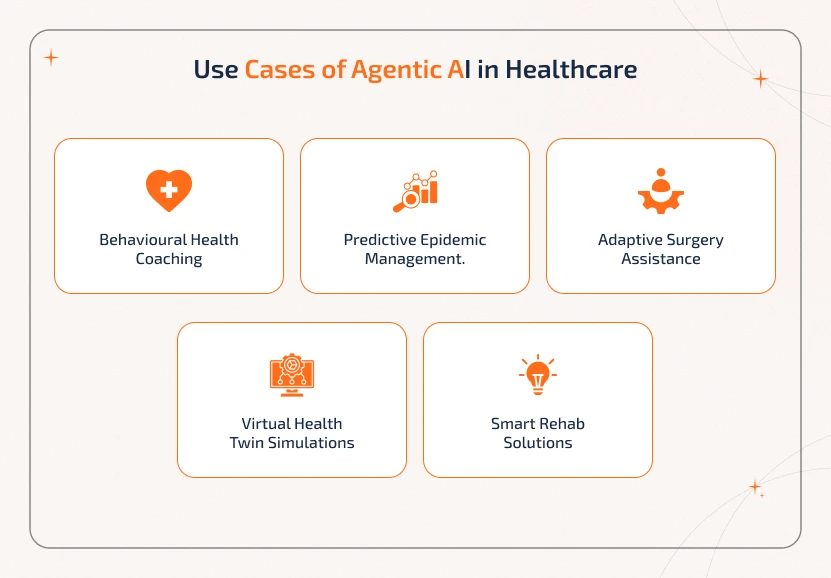 Use Cases of Agentic AI in Healthcare
Behavioural Health
Coaching
Predictive Epidemic
Management.
Adaptive Surgery
Assistance
Virtual Health
Twin Simulations
Smart Rehab
Solutions